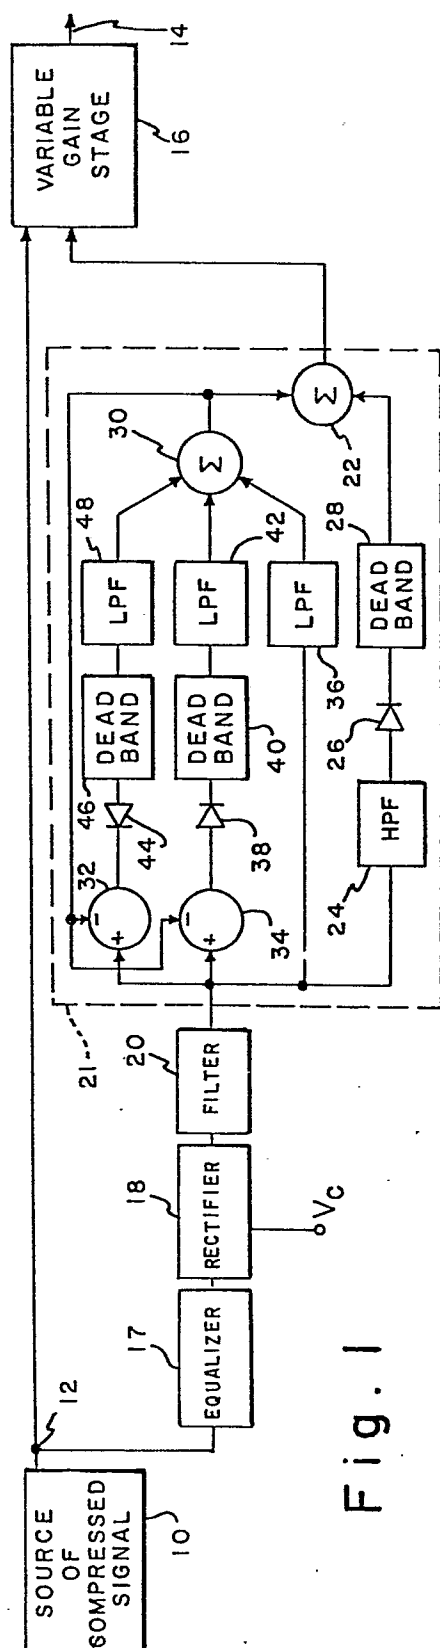 SOURCE
OF
COMPRESSED
SIGNAL
10
12
EQUALIZER
17
RECTIFIER
18
VC
FILTER
20
21
32
+
−
34
+
−
44
46
DEAD
BAND
48
LPF
38
DEAD
BAND
40
LPF
42
LPF
36
30
Σ
24
HPF
26
DEAD
BAND
28
Σ
22
VARIABLE
GAIN
STAGE
16
14
Fig. 1